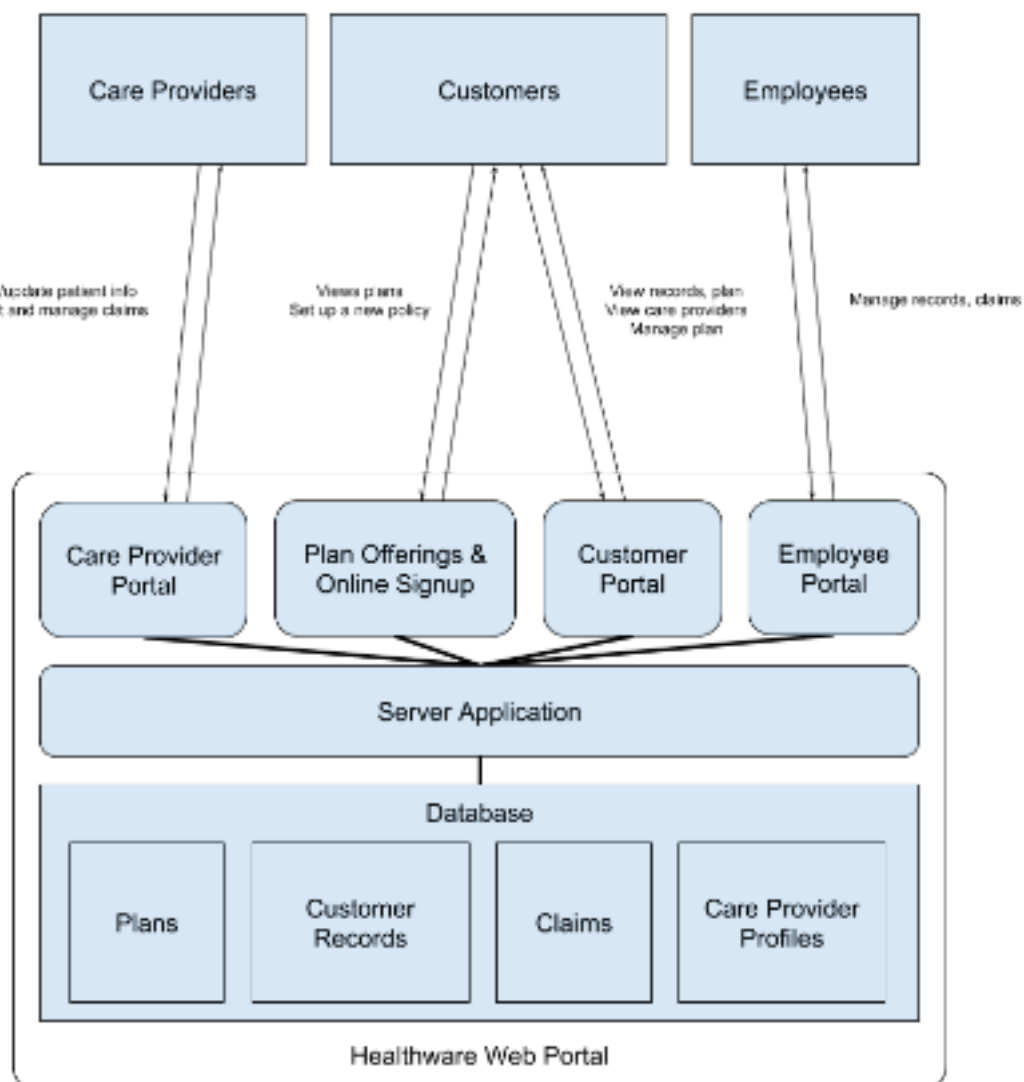 Care Providers
Customers
Employees
/update patient info
and manage claims
Views plans
Set up a new policy
View records, plan
View care providers
Manage plan
Manage records, claims
Care Provider
Portal
Plan Offerings &
Online Signup
Customer
Portal
Employee
Portal
Server Application
Database
Plans
Customer
Records
Claims
Care Provider
Profiles
Healthware Web Portal